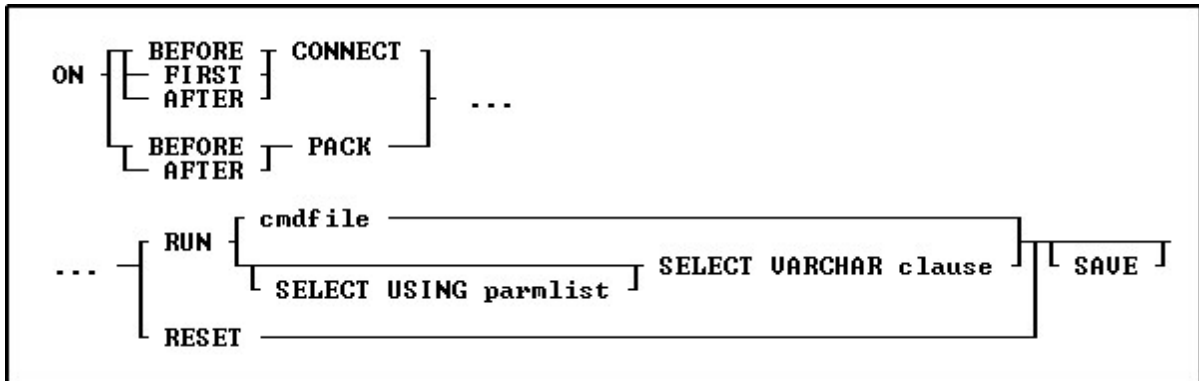 BEFORE CONNECT
ON FIRST
AFTER
...
BEFORE PACK
AFTER
cmdfile
RUN
... SELECT VARCHAR clause
SELECT USING parmlist SAVE
RESET